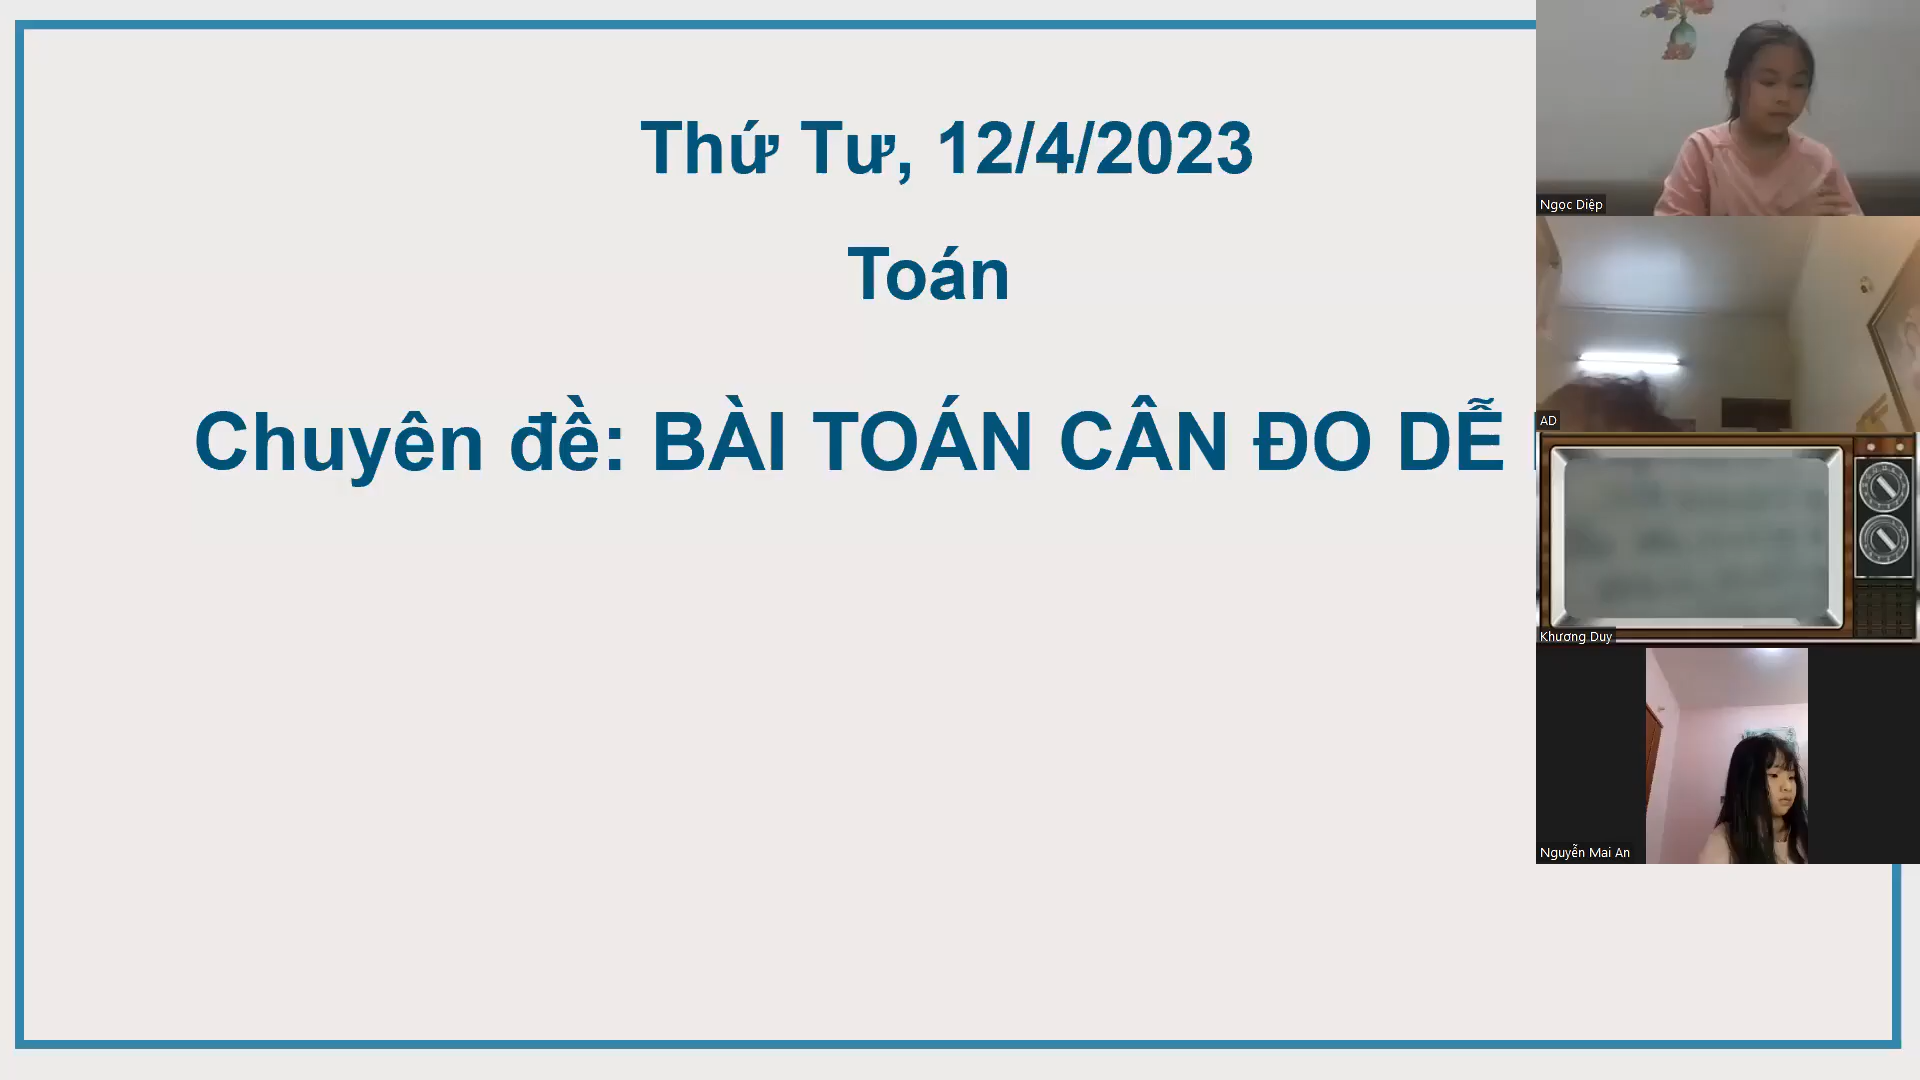 Thứ Tư, 12/4/2023
Toán
Chuyên đề: BÀI TOÁN CÂN ĐO DỄ
Ngọc Diệp
AD
Khương Duy
Nguyễn Mai An